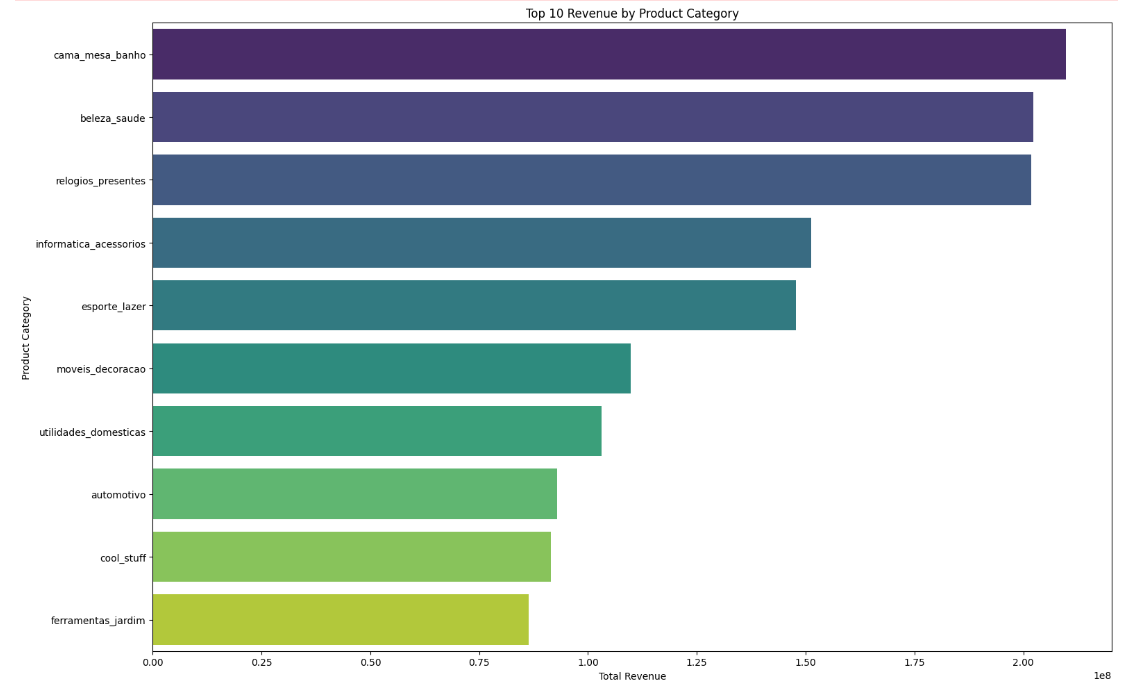 Top 10 Revenue by Product Category
cama_mesa_banho
beleza_saude
relogios_presentes
informatica_acessorios
esporte_lazer
moveis_decoracao
utilidades_domesticas
automotivo
cool_stuff
ferramentas_jardim
Product Category
0.00 0.25 0.50 0.75 1.00 1.25 1.50 1.75 2.00
Total Revenue
1e8